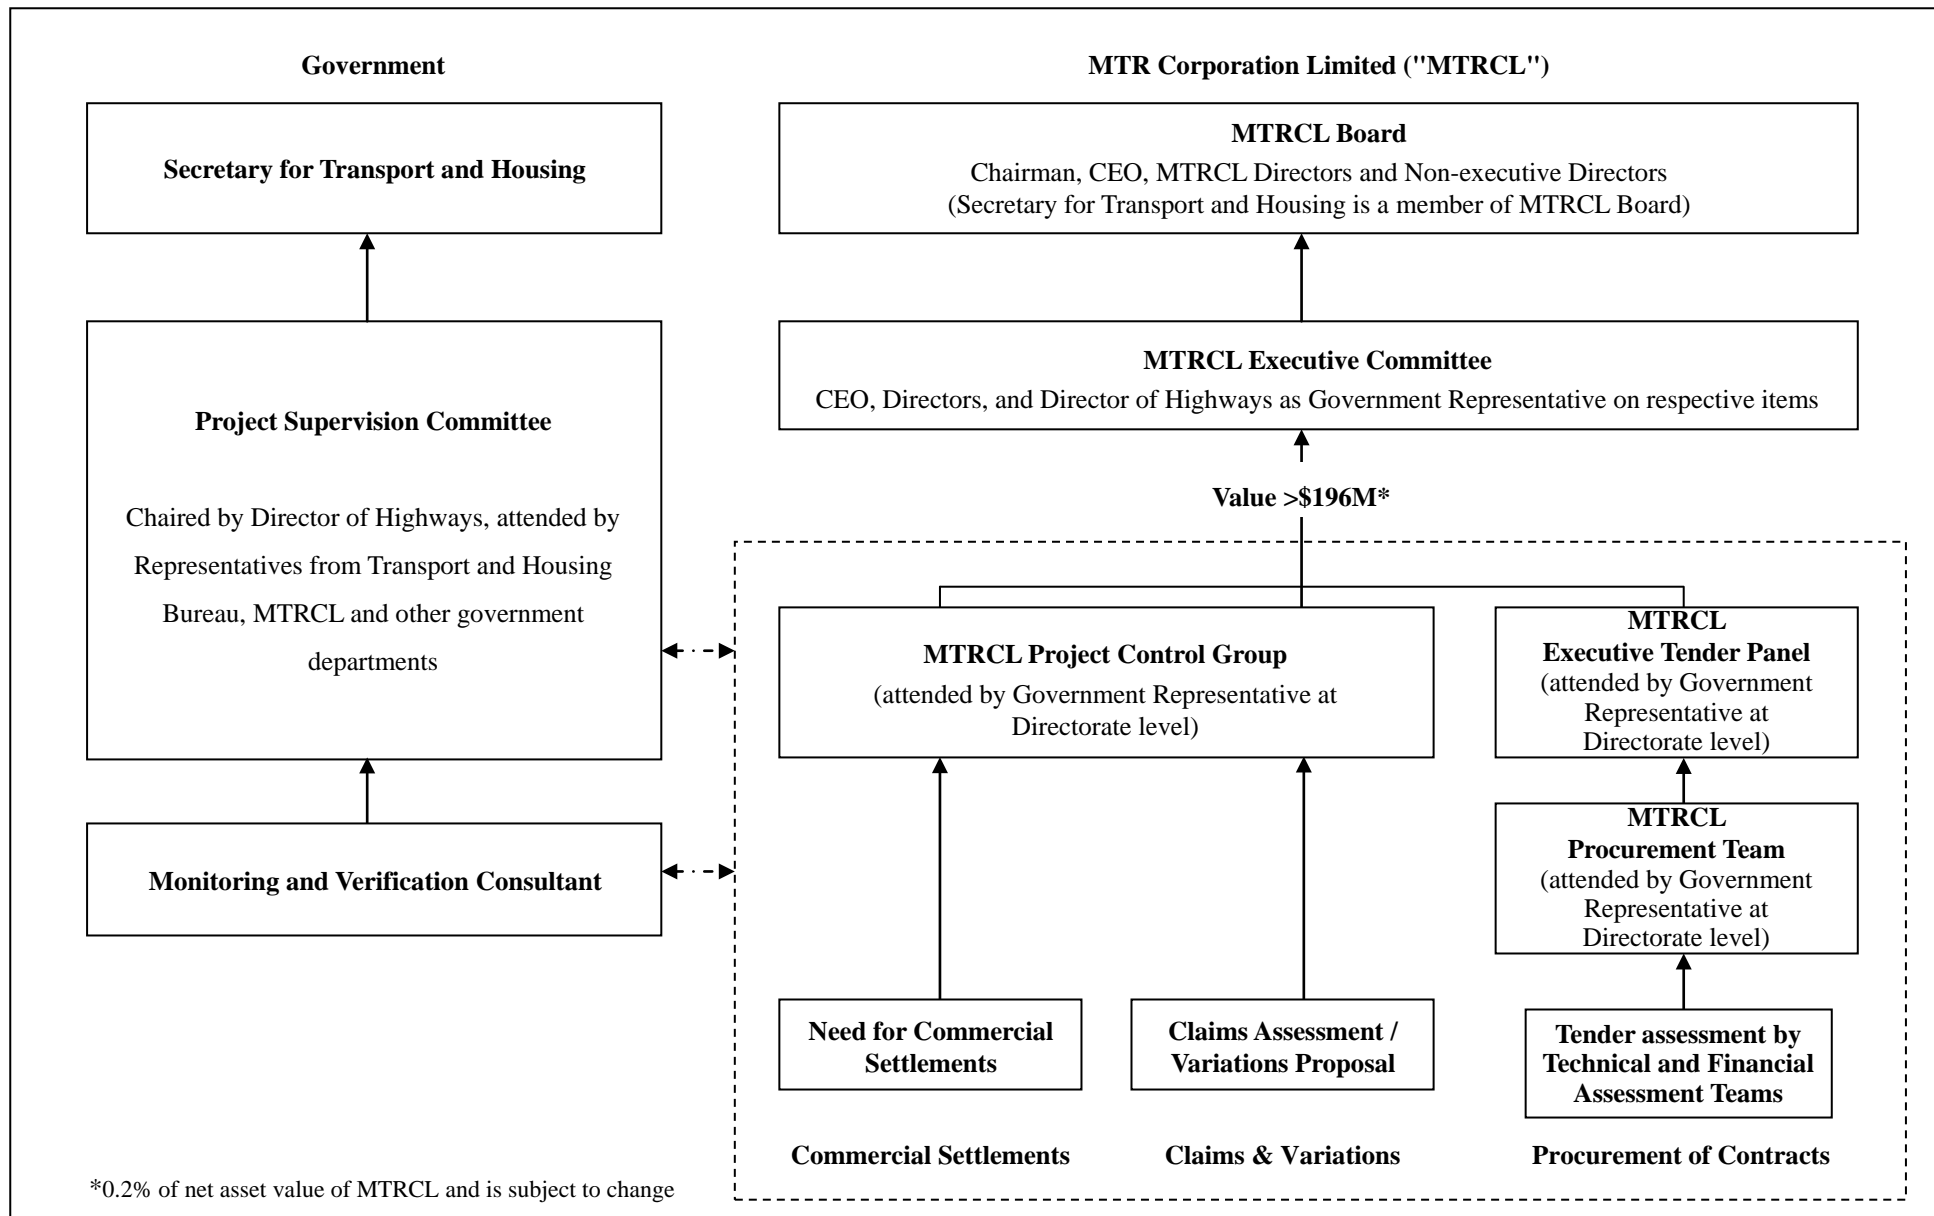 Government
Secretary for Transport and Housing
Project Supervision Committee
Chaired by Director of Highways, attended by
Representatives from Transport and Housing
Bureau, MTRCL and other government
departments
Monitoring and Verification Consultant
MTR Corporation Limited ("MTRCL")
MTRCL Board
Chairman, CEO, MTRCL Directors and Non-executive Directors
(Secretary for Transport and Housing is a member of MTRCL Board)
MTRCL Executive Committee
CEO, Directors, and Director of Highways as Government Representative on respective items
Value >$196M*
MTRCL Project Control Group
(attended by Government Representative at
Directorate level)
MTRCL
Executive Tender Panel
(attended by Government
Representative at
Directorate level)
MTRCL
Procurement Team
(attended by Government
Representative at
Directorate level)
Need for Commercial
Settlements
Claims Assessment /
Variations Proposal
Tender assessment by
Technical and Financial
Assessment Teams
Commercial Settlements
Claims & Variations
Procurement of Contracts
*0.2% of net asset value of MTRCL and is subject to change